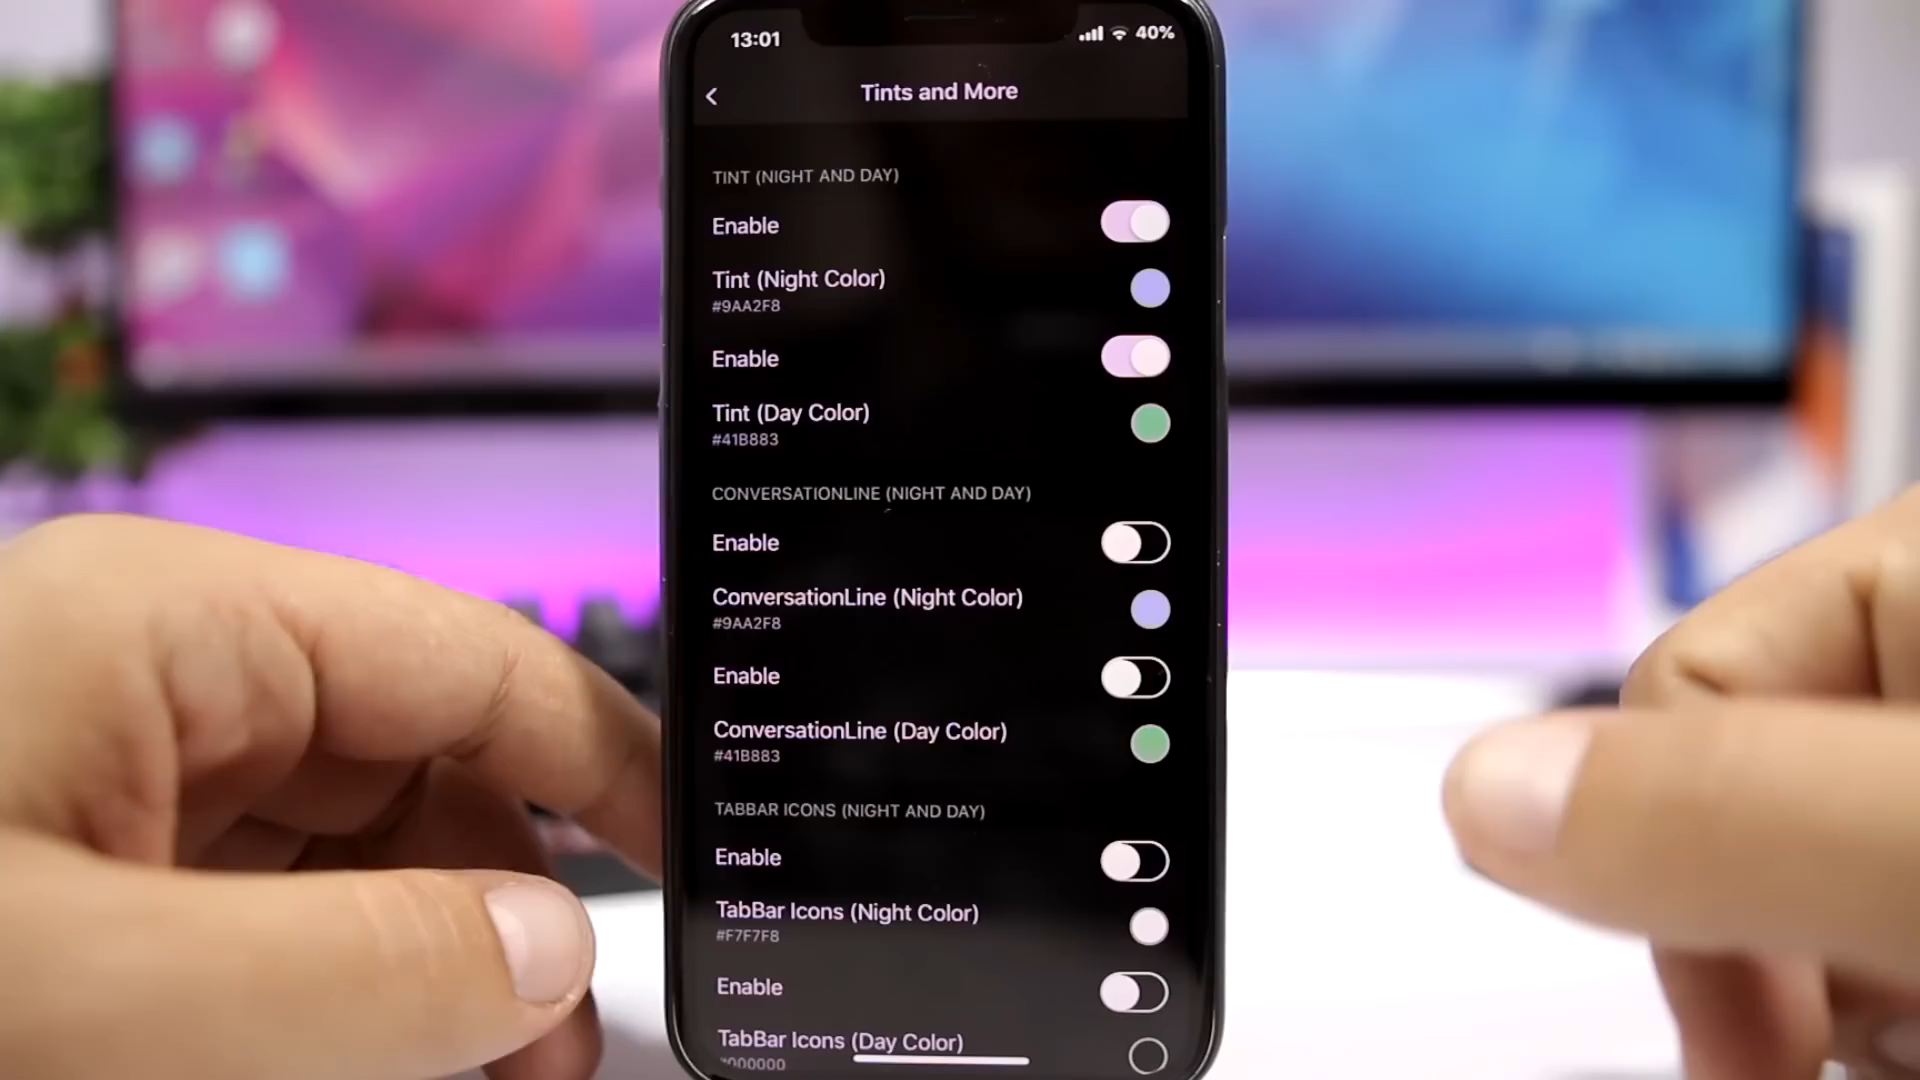 13:01
40%
Tints and More
TINT (NIGHT AND DAY)
Enable
Tint (Night Color)
#9AA2F8
Enable
Tint (Day Color)
#41B883
CONVERSATIONLINE (NIGHT AND DAY)
Enable
ConversationLine (Night Color)
#9AA2F8
Enable
ConversationLine (Day Color)
#41B883
TABBAR ICONS (NIGHT AND DAY)
Enable
TabBar Icons (Night Color)
#F7F7F8
Enable
TabBar Icons (Day Color)
#000000